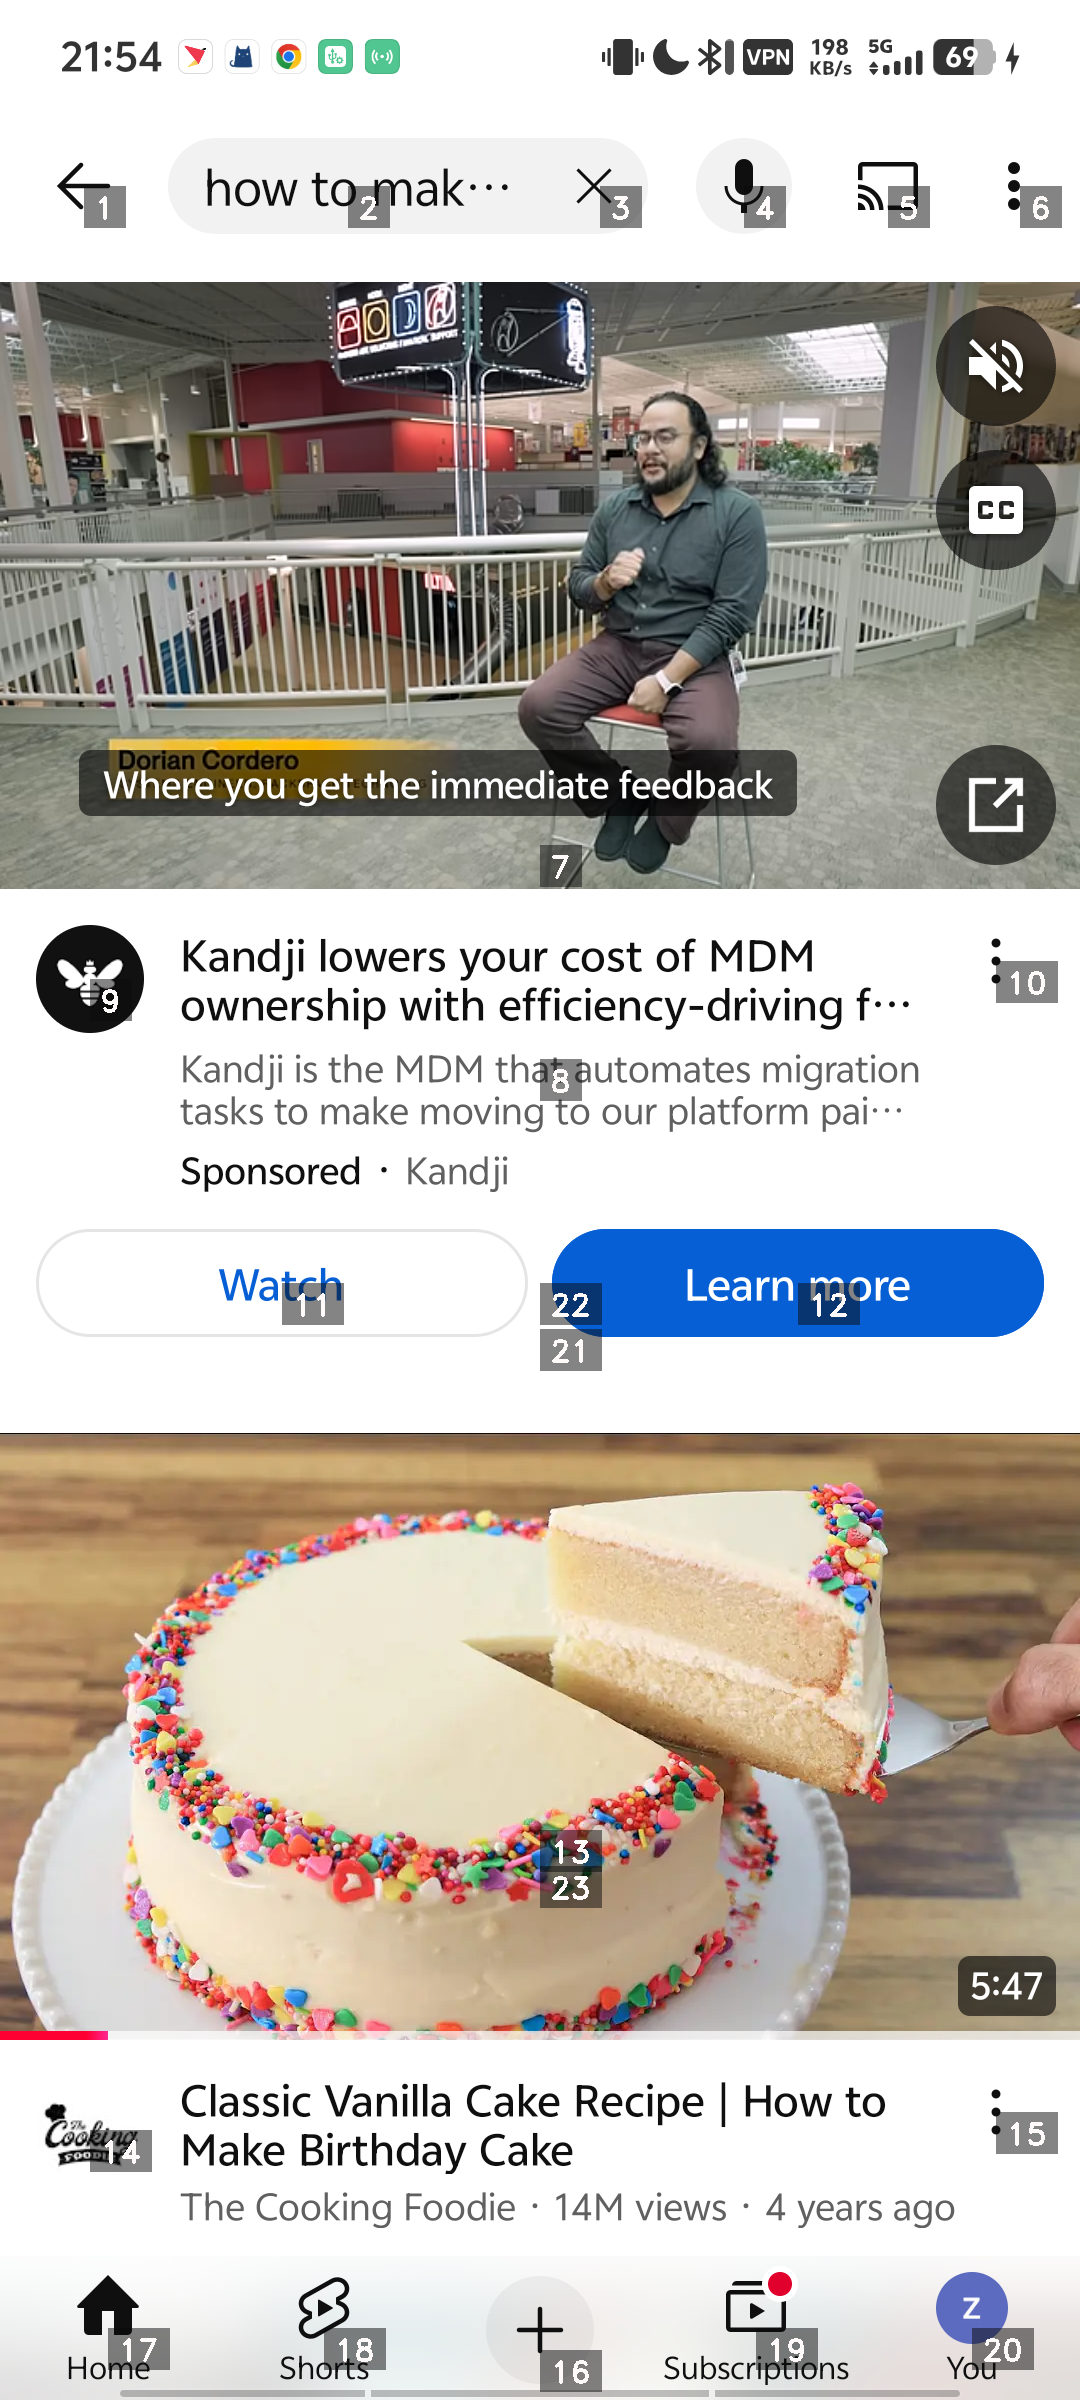 21:54
VPN
198
KB/s
5G
69
how to mak···
1
2
3
4
5
6
CC
Dorian Cordero
Where you get the immediate feedback
7
Kandji lowers your cost of MDM
ownership with efficiency-driving f···
9
10
Kandji is the MDM that automates migration
8
tasks to make moving to our platform pai···
Sponsored · Kandji
Watch
Learn more
11
22
12
21
13
23
5:47
Classic Vanilla Cake Recipe | How to
Make Birthday Cake
The Cooking Foodie
14
15
The Cooking Foodie · 14M views · 4 years ago
Z
17
18
16
19
20
Home
Shorts
Subscriptions
You